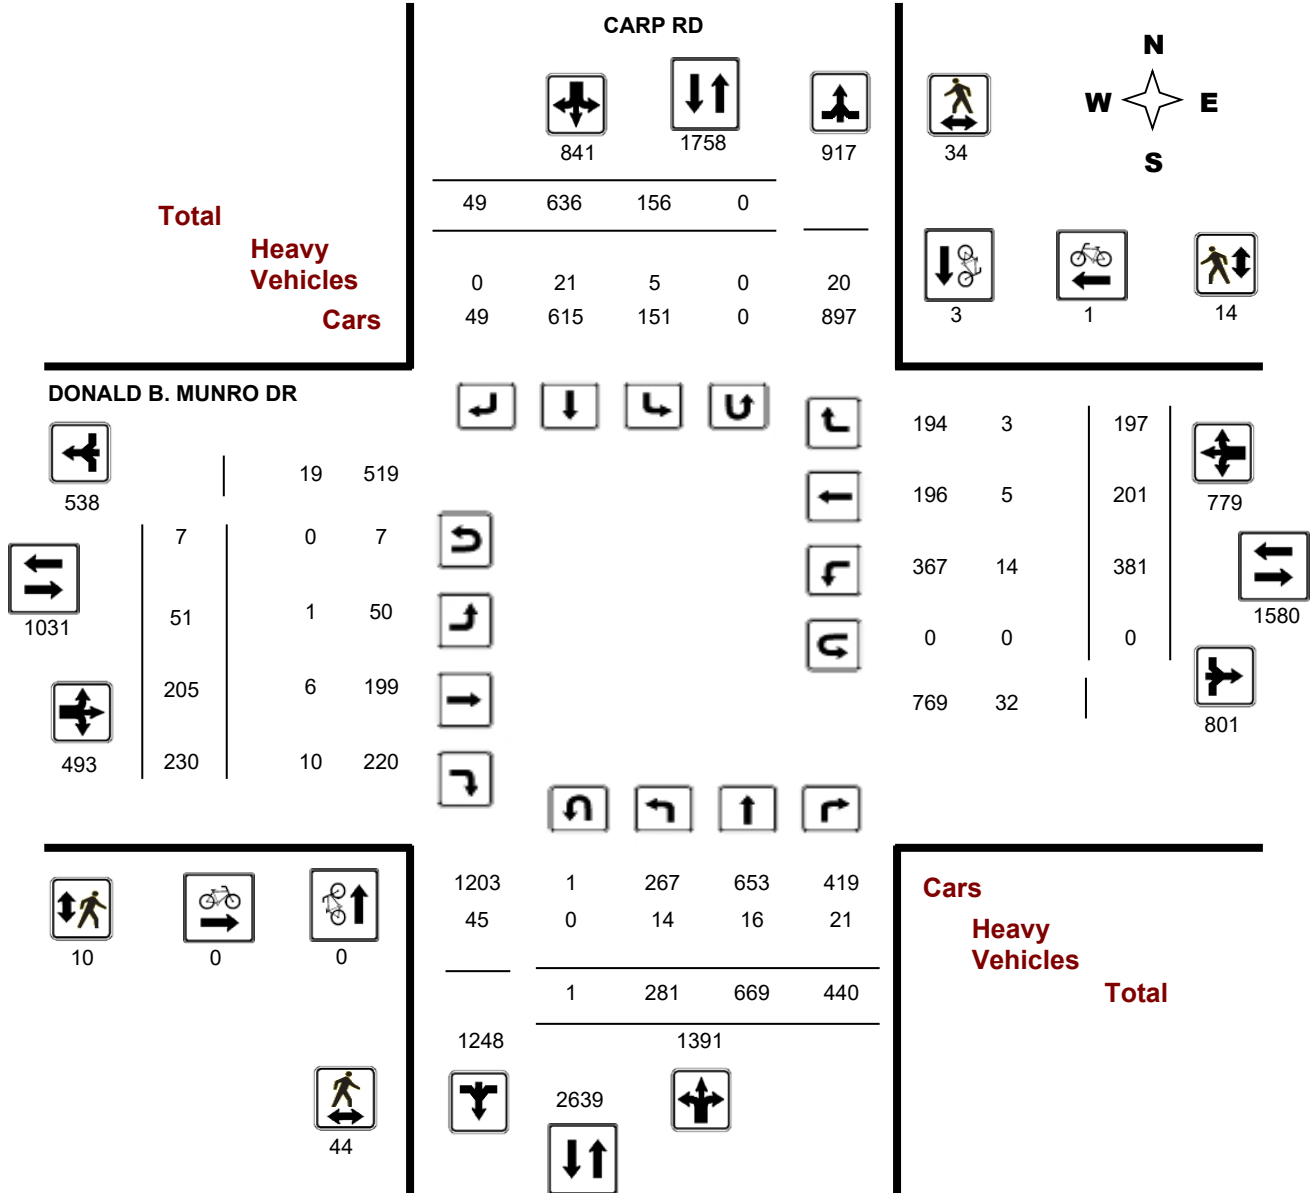 CARP RD
N
W E
S
841 1758 917 34
49 636 156 0
Total
Heavy
Vehicles
Cars
0 21 5 0 20
49 615 151 0 897
3 1 14
DONALD B. MUNRO DR
538
19 519
7 0 7
1031
51 1 50
205 6 199
493
230 10 220
194 3 197
196 5 201
779
367 14 381
1580
0 0 0
769 32
801
1203 1 267 653 419
45 0 14 16 21
1 281 669 440
1248 1391
2639
10 0 0
44
Cars
Heavy
Vehicles
Total